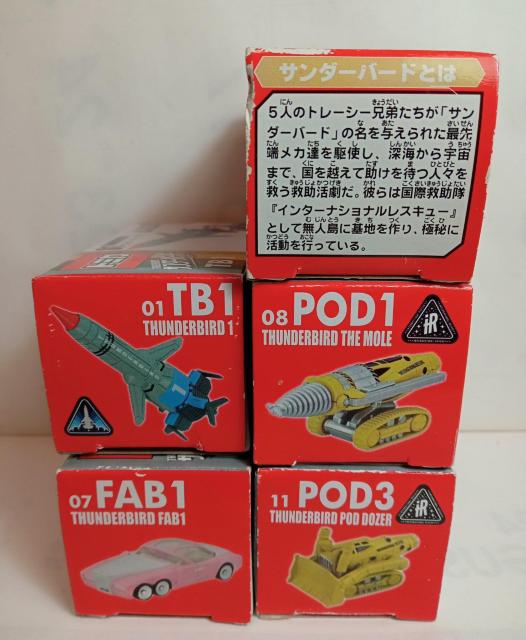 サンダーバードとは
5人のトレーシー兄弟たちが「サン
ダーバード」の名を与えられた最先
端メカ達を駆使し、深海から宇宙
まで、国を越えて助けを待つ人々を
救う救助活劇だ。彼らは国際救助隊
『インターナショナルレスキュー』
として無人島に基地を作り、極秘に
活動を行っている。
01 TB1
THUNDERBIRD 1
08 POD1
THUNDERBIRD THE MOLE
iR
07 FAB1
THUNDERBIRD FAB1
11 POD3
THUNDERBIRD POD DOZER
iR